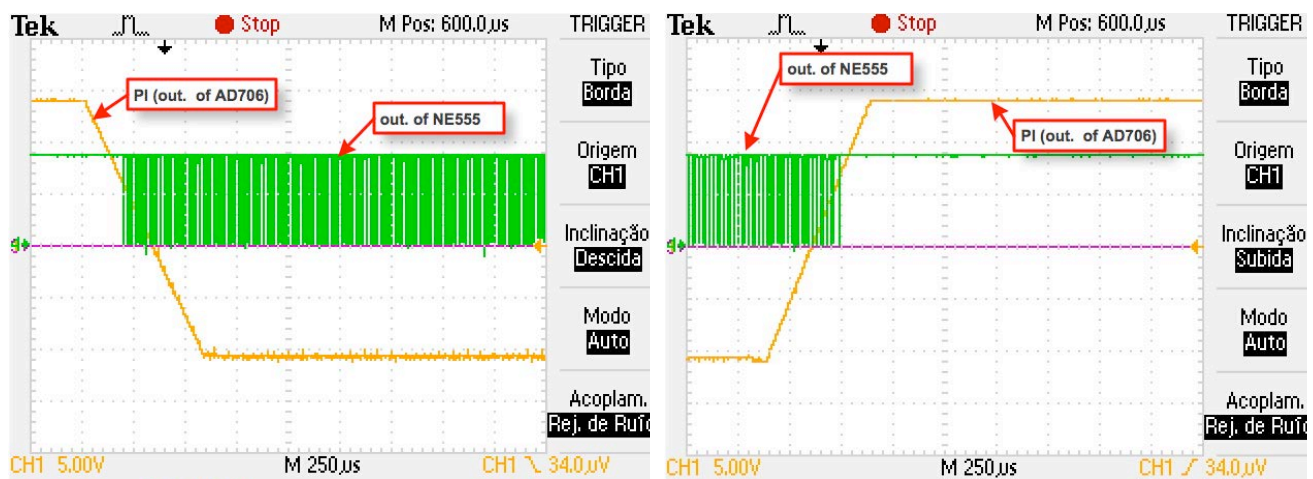 Tek Stop M Pos: 600.0µs TRIGGER
PI (out. of AD706)
out. of NE555
Tipo
Borda
Origem
CH1
Inclinação
Descida
Modo
Auto
Acoplam.
Rej. de Ruíd
CH1 5.00V M 250µs CH1 34.0µV
Tek Stop M Pos: 600.0µs TRIGGER
out. of NE555
PI (out. of AD706)
Tipo
Borda
Origem
CH1
Inclinação
Subida
Modo
Auto
Acoplam.
Rej. de Ruíd
CH1 5.00V M 250µs CH1 34.0µV